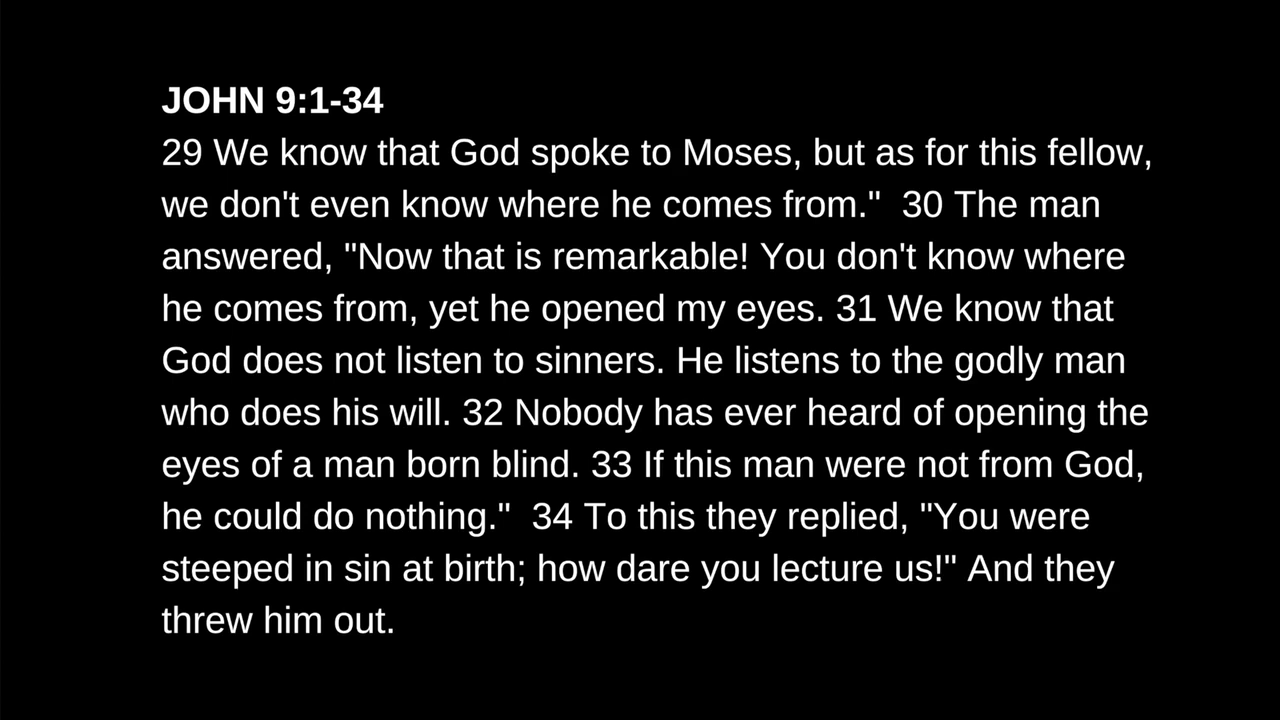 JOHN 9:1-34
29 We know that God spoke to Moses, but as for this fellow,
we don't even know where he comes from."  30 The man
answered, "Now that is remarkable! You don't know where
he comes from, yet he opened my eyes. 31 We know that
God does not listen to sinners. He listens to the godly man
who does his will. 32 Nobody has ever heard of opening the
eyes of a man born blind. 33 If this man were not from God,
he could do nothing."  34 To this they replied, "You were
steeped in sin at birth; how dare you lecture us!" And they
threw him out.